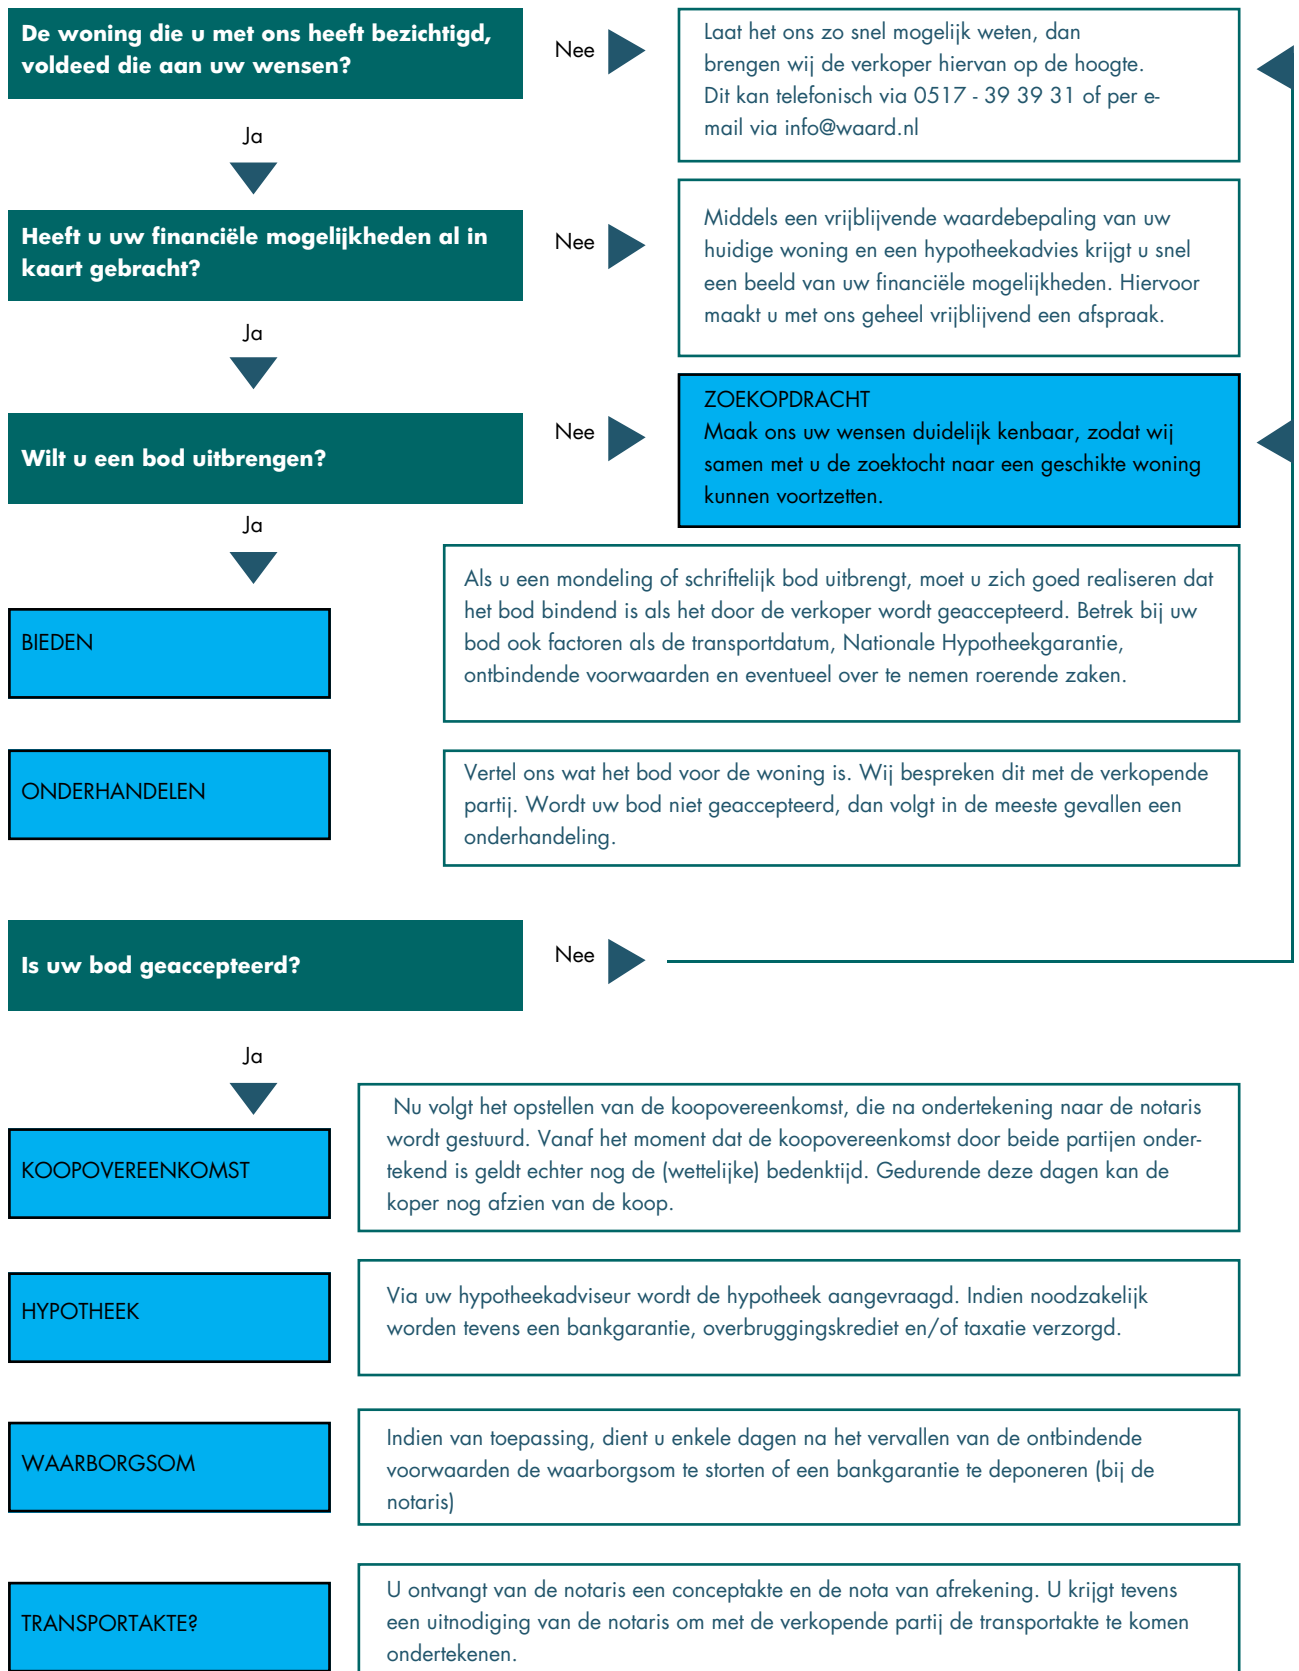 De woning die u met ons heeft bezichtigd,
voldeed die aan uw wensen?
Nee
Laat het ons zo snel mogelijk weten, dan
brengen wij de verkoper hiervan op de hoogte.
Dit kan telefonisch via 0517 - 39 39 31 of per e-
mail via info@waard.nl
Ja
Heeft u uw financiële mogelijkheden al in
kaart gebracht?
Nee
Middels een vrijblijvende waardebepaling van uw
huidige woning en een hypotheekadvies krijgt u snel
een beeld van uw financiële mogelijkheden. Hiervoor
maakt u met ons geheel vrijblijvend een afspraak.
Ja
Wilt u een bod uitbrengen?
Nee
ZOEKOPDRACHT
Maak ons uw wensen duidelijk kenbaar, zodat wij
samen met u de zoektocht naar een geschikte woning
kunnen voortzetten.
Ja
BIEDEN
Als u een mondeling of schriftelijk bod uitbrengt, moet u zich goed realiseren dat
het bod bindend is als het door de verkoper wordt geaccepteerd. Betrek bij uw
bod ook factoren als de transportdatum, Nationale Hypotheekgarantie,
ontbindende voorwaarden en eventueel over te nemen roerende zaken.
ONDERHANDELEN
Vertel ons wat het bod voor de woning is. Wij bespreken dit met de verkopende
partij. Wordt uw bod niet geaccepteerd, dan volgt in de meeste gevallen een
onderhandeling.
Is uw bod geaccepteerd?
Nee
Ja
KOOPOVEREENKOMST
Nu volgt het opstellen van de koopovereenkomst, die na ondertekening naar de notaris
wordt gestuurd. Vanaf het moment dat de koopovereenkomst door beide partijen onder-
tekend is geldt echter nog de (wettelijke) bedenktijd. Gedurende deze dagen kan de
koper nog afzien van de koop.
HYPOTHEEK
Via uw hypotheekadviseur wordt de hypotheek aangevraagd. Indien noodzakelijk
worden tevens een bankgarantie, overbruggingskrediet en/of taxatie verzorgd.
WAARBORGSOM
Indien van toepassing, dient u enkele dagen na het vervallen van de ontbindende
voorwaarden de waarborgsom te storten of een bankgarantie te deponeren (bij de
notaris)
TRANSPORTAKTE?
U ontvangt van de notaris een conceptakte en de nota van afrekening. U krijgt tevens
een uitnodiging van de notaris om met de verkopende partij de transportakte te komen
ondertekenen.